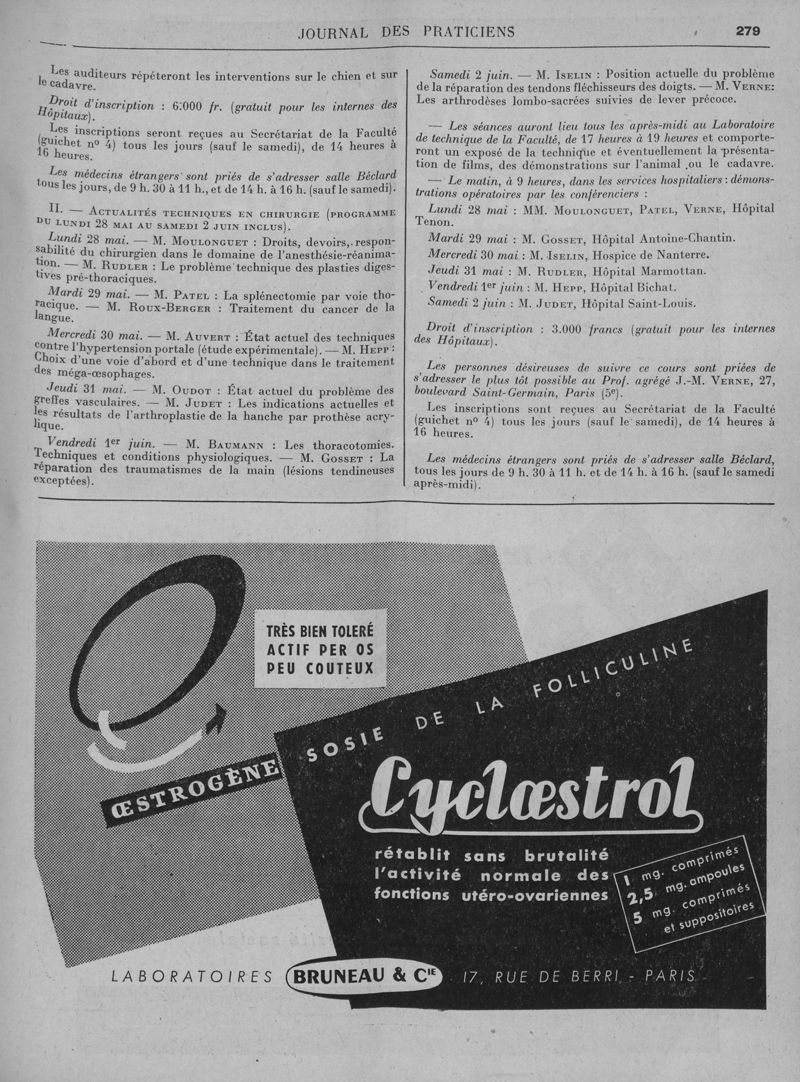 JOURNAL DES PRATICIENS 279
Les auditeurs répéteront les interventions sur le chien et sur
le cadavre.
Droit d'inscription : 6.000 fr. (gratuit pour les internes des
Hôpitaux).
Les inscriptions seront reçues au Secrétariat de la Faculté
(guichet n° 4) tous les jours (sauf le samedi), de 14 heures à
16 heures.
Les médecins étrangers sont priés de s'adresser salle Béclard
tous les jours, de 9 h. 30 à 11 h., et de 14 h. à 16 h. (sauf le samedi).
II. — ACTUALITÉS TECHNIQUES EN CHIRURGIE (PROGRAMME
DU LUNDI 28 MAI AU SAMEDI 2 JUIN INCLUS).
Lundi 28 mai. — M. MOULONGUET : Droits, devoirs, respon-
sabilité du chirurgien dans le domaine de l'anesthésie-réanima-
tion. — M. RUDLER : Le problème technique des plasties diges-
tives pré-thoraciques.
Mardi 29 mai. — M. PATEL : La splénectomie par voie tho-
racique. — M. ROUX-BERGER : Traitement du cancer de la
langue.
Mercredi 30 mai. — M. AUVERT : État actuel des techniques
contre l'hypertension portale (étude expérimentale). — M. HEPP :
Choix d'une voie d'abord et d'une technique dans le traitement
des méga-œsophages.
Jeudi 31 mai. — M. OUDOT : État actuel du problème des
greffes vasculaires. — M. JUDET : Les indications actuelles et
les résultats de l'arthroplastie de la hanche par prothèse acry-
lique.
Vendredi 1er juin. — M. BAUMANN : Les thoracotomies.
Techniques et conditions physiologiques. — M. GOSSET : La
réparation des traumatismes de la main (lésions tendineuses
exceptées).
Samedi 2 juin. — M. ISELIN : Position actuelle du problème
de la réparation des tendons fléchisseurs des doigts. — M. VERNE:
Les arthrodèses lombo-sacrées suivies de lever précoce.
— Les séances auront lieu tous les après-midi au Laboratoire
de technique de la Faculté, de 17 heures à 19 heures et comporte-
ront un exposé de la technique et éventuellement la présenta-
tion de films, des démonstrations sur l'animal ou le cadavre.
— Le matin, à 9 heures, dans les services hospitaliers : démons-
trations opératoires par les conférenciers :
Lundi 28 mai : MM. MOULONGUET, PATEL, VERNE, Hôpital
Tenon.
Mardi 29 mai : M. GOSSET, Hôpital Antoine-Chantin.
Mercredi 30 mai : M. ISELIN, Hospice de Nanterre.
Jeudi 31 mai : M. RUDLER, Hôpital Marmottan.
Vendredi 1er juin : M. HEPP, Hôpital Bichat.
Samedi 2 juin : M. JUDET, Hôpital Saint-Louis.
Droit d'inscription : 3.000 francs (gratuit pour les internes
des Hôpitaux).
Les personnes désireuses de suivre ce cours sont priées de
s'adresser le plus tôt possible au Prof. agrégé J.-M. VERNE, 27,
boulevard Saint-Germain, Paris (5e).
Les inscriptions sont reçues au Secrétariat de la Faculté
(guichet n° 4) tous les jours (sauf le samedi), de 14 heures à
16 heures.
Les médecins étrangers sont priés de s'adresser salle Béclard,
tous les jours de 9 h. 30 à 11 h. et de 14 h. à 16 h. (sauf le samedi
après-midi).
TRÈS BIEN TOLERÉ
ACTIF PER OS
PEU COUTEUX
ŒSTROGÈNE
SOSIE DE LA FOLLICULINE
Cyclœstrol
rétablit sans brutalité
l'activité normale des
fonctions utéro-ovariennes
1 mg. comprimés
2,5 mg. ampoules
5 mg. comprimés
et suppositoires
LABORATOIRES BRUNEAU & CIE 17, RUE DE BERRI - PARIS